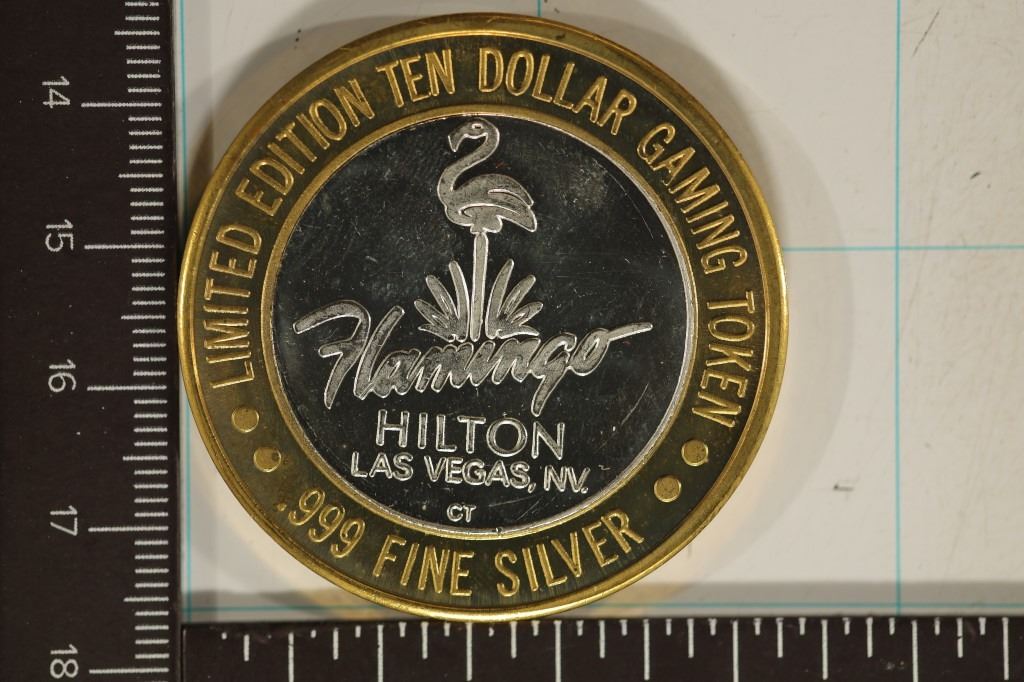 LIMITED EDITION TEN DOLLAR GAMING TOKEN
Flamingo
HILTON
LAS VEGAS, NV.
CT
.999 FINE SILVER
14
15
16
17
18